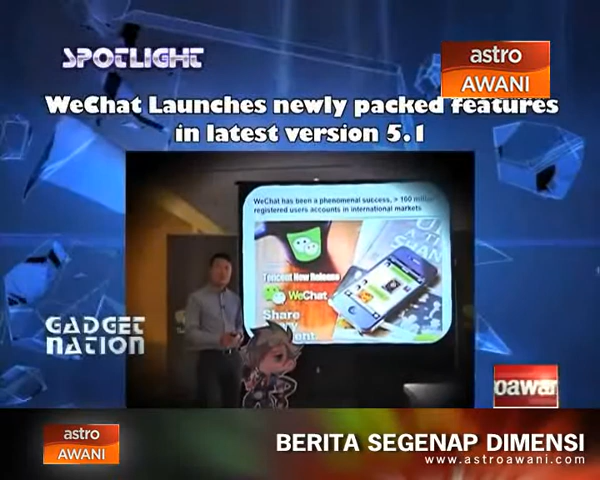 SPOTLIGHT
astro
AWANI
WeChat Launches newly packed features
in latest version 5.1
WeChat has been a phenomenal success, > 100 million
registered users accounts in international markets
Tencent New Release
WeChat
Share
GADGET
NATION
oawan
astro
AWANI
BERITA SEGENAP DIMENSI
www.astroawani.com